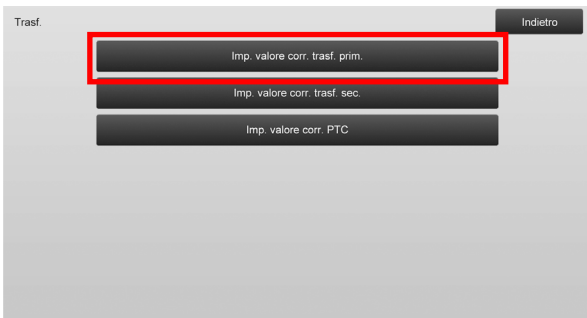 Trasf.
Indietro
Imp. valore corr. trasf. prim.
Imp. valore corr. trasf. sec.
Imp. valore corr. PTC